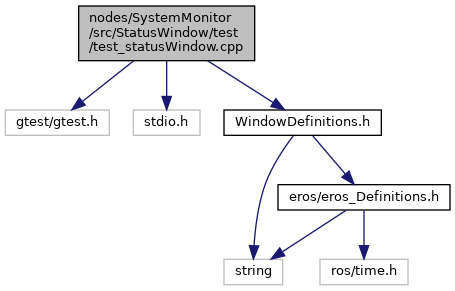 nodes/SystemMonitor
/src/StatusWindow/test
/test_statusWindow.cpp
gtest/gtest.h
stdio.h
WindowDefinitions.h
eros/eros_Definitions.h
string
ros/time.h